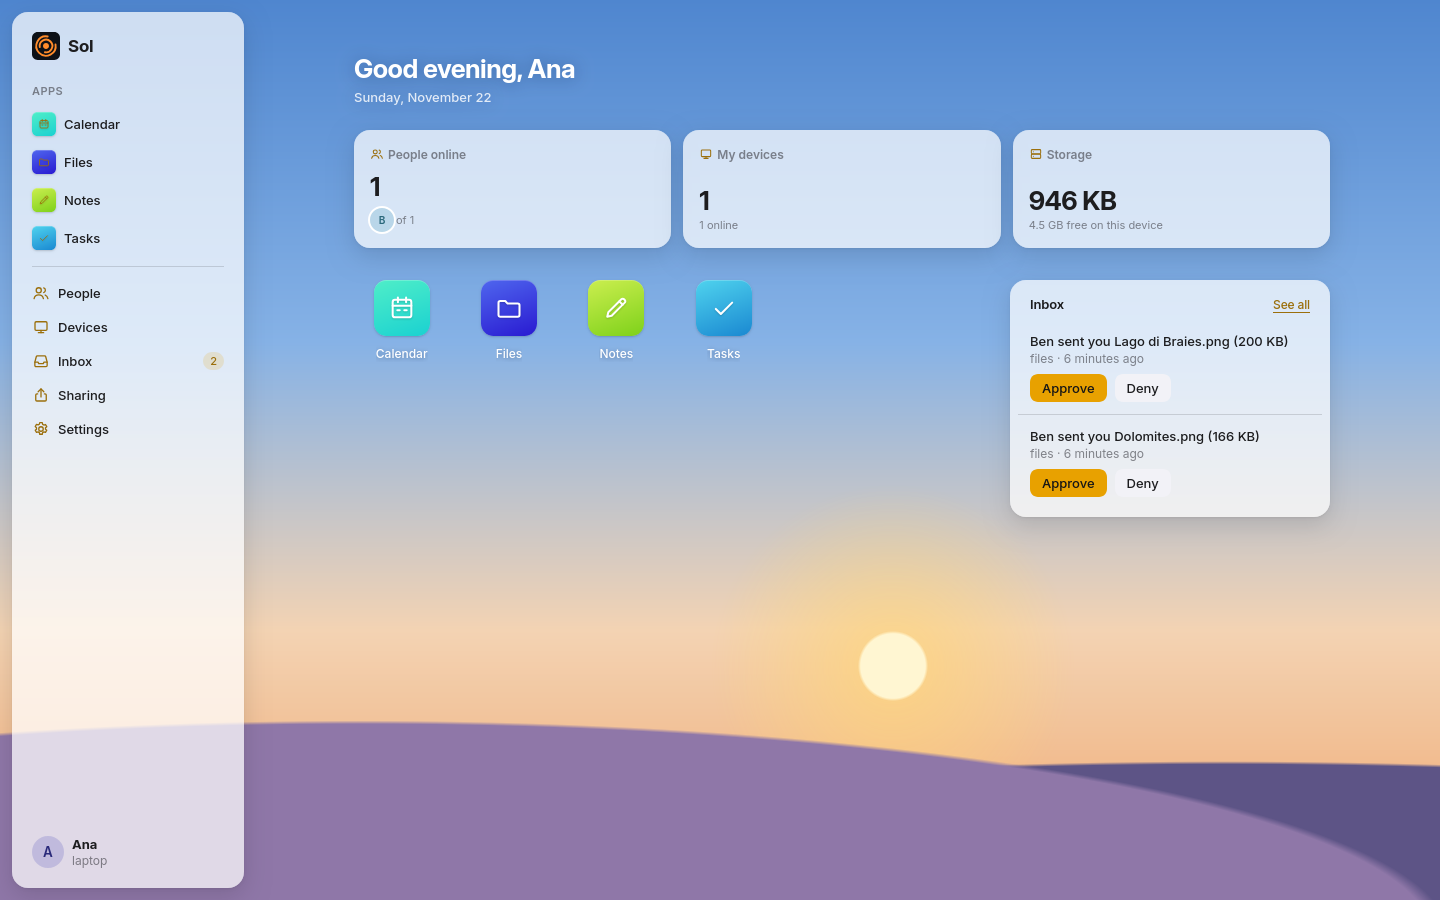 Sol
APPS
Calendar
Files
Notes
Tasks
People
Devices
Inbox 2
Sharing
Settings
A
Ana
laptop
Good evening, Ana
Sunday, November 22
People online
1
B of 1
My devices
1
1 online
Storage
946 KB
4.5 GB free on this device
Calendar
Files
Notes
Tasks
Inbox See all
Ben sent you Lago di Braies.png (200 KB)
files · 6 minutes ago
Approve Deny
Ben sent you Dolomites.png (166 KB)
files · 6 minutes ago
Approve Deny